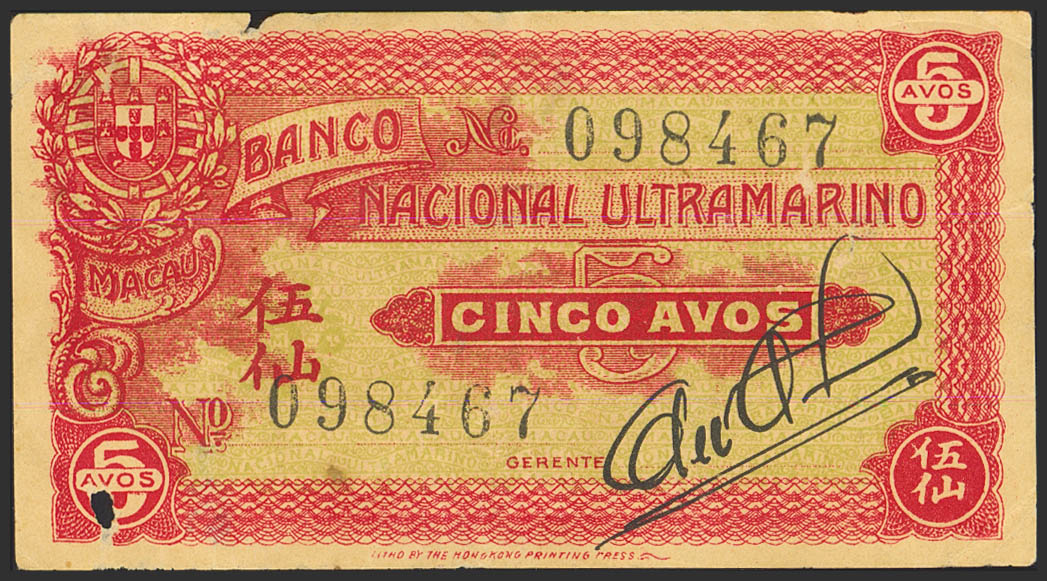 5
AVOS
BANCO
No. 098467
NACIONAL ULTRAMARINO
MACAU
5
CINCO AVOS
伍
仙
No. 098467
GERENTE
5
AVOS
伍
仙
LITHO BY THE HONGKONG PRINTING PRESS